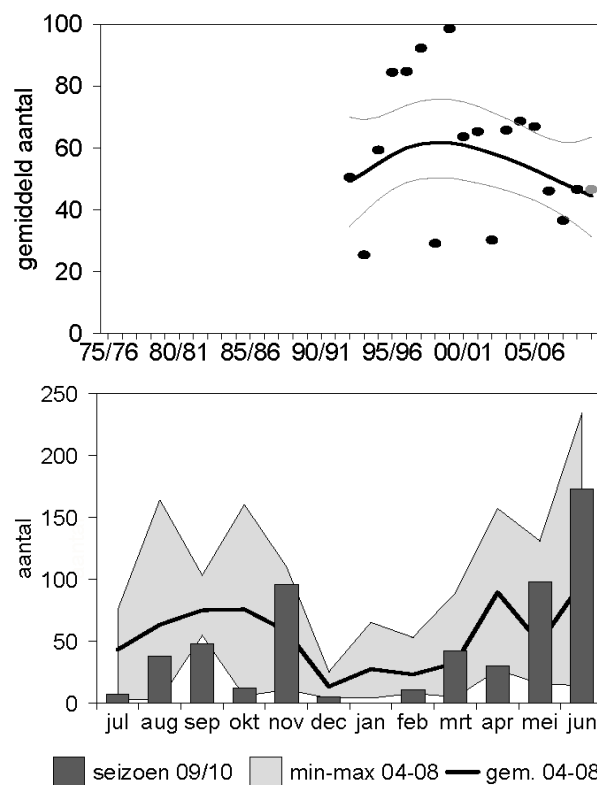 gemiddeld aantal
100
80
60
40
20
0
75/76 80/81 85/86 90/91 95/96 00/01 05/06
aantal
250
200
150
100
50
0
jul aug sep okt nov dec jan feb mrt apr mei jun
seizoen 09/10 min-max 04-08 gem. 04-08